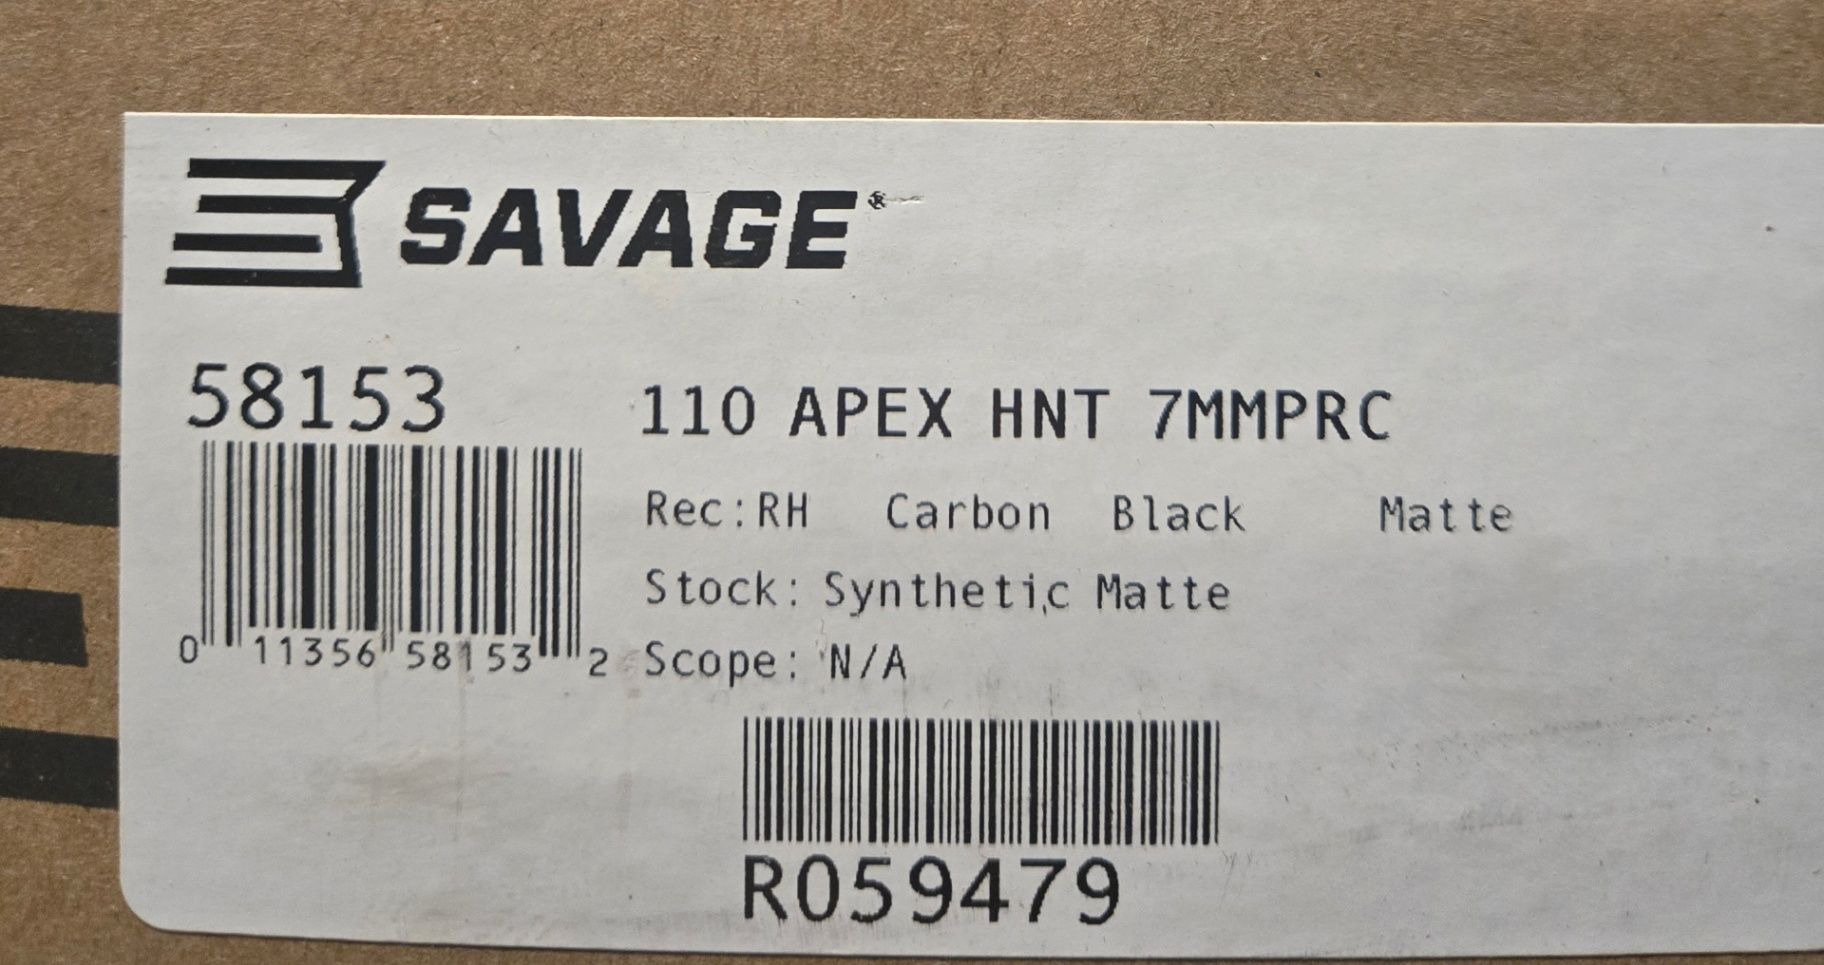 SAVAGE®
58153
110 APEX HNT 7MMPRC
Rec:RH Carbon Black Matte
Stock: Synthetic Matte
0 11356 58153 2
Scope: N/A
R059479